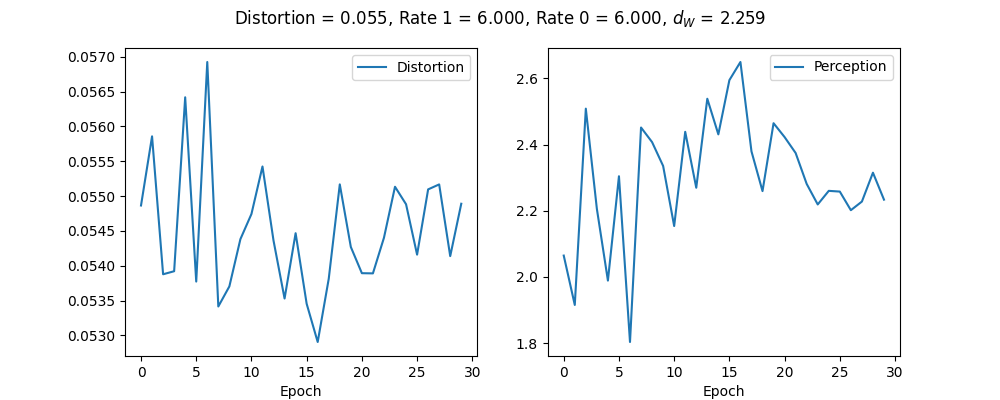 Distortion = 0.055, Rate 1 = 6.000, Rate 0 = 6.000, d_W = 2.259
0.0570
0.0565
0.0560
0.0555
0.0550
0.0545
0.0540
0.0535
0.0530
Distortion
0 5 10 15 20 25 30
Epoch
2.6
2.4
2.2
2.0
1.8
Perception
0 5 10 15 20 25 30
Epoch